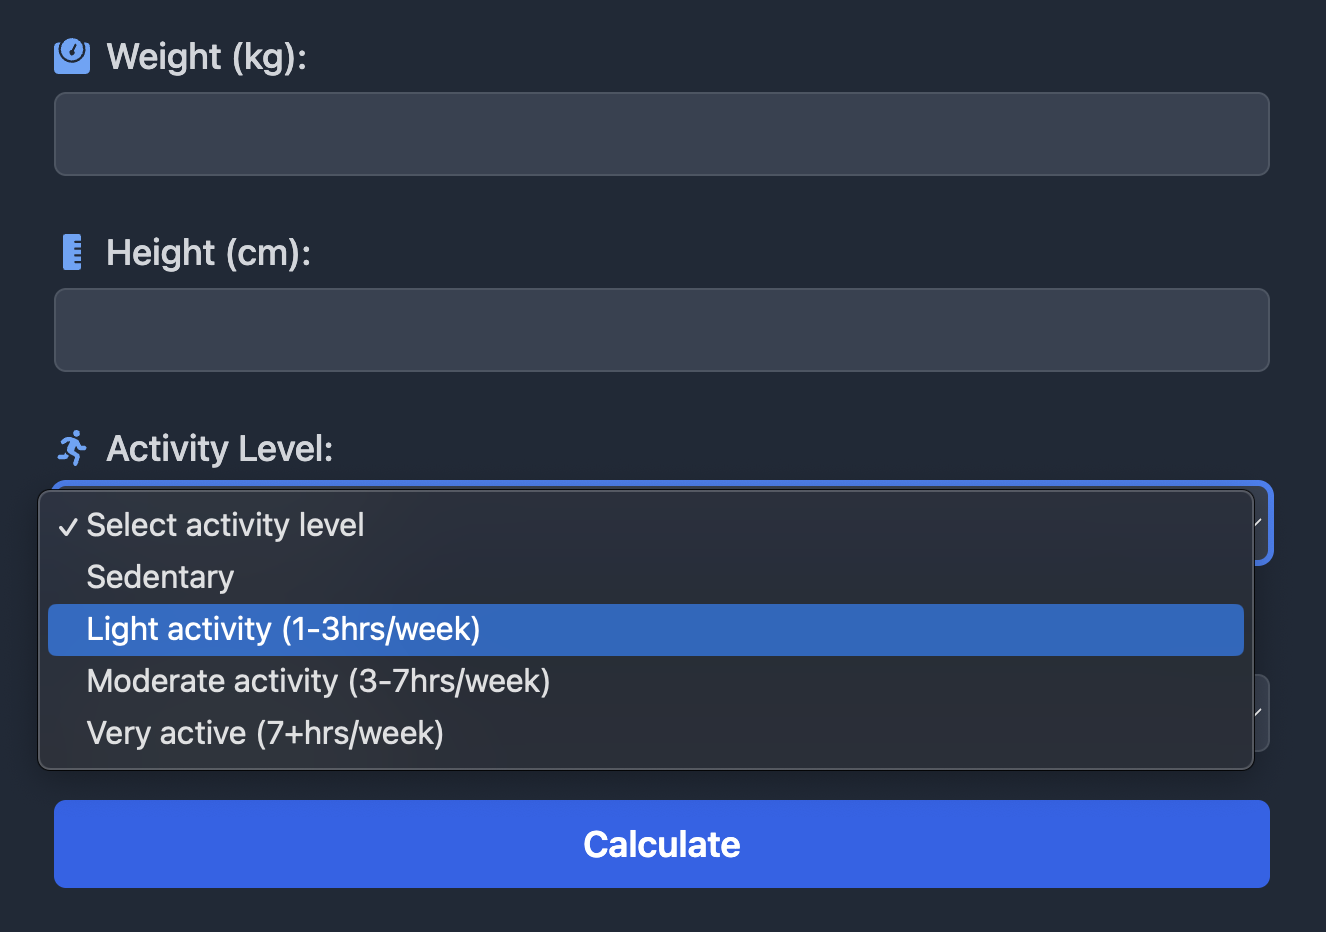 Weight (kg):
Height (cm):
Activity Level:
✓ Select activity level
Sedentary
Light activity (1-3hrs/week)
Moderate activity (3-7hrs/week)
Very active (7+hrs/week)
Calculate